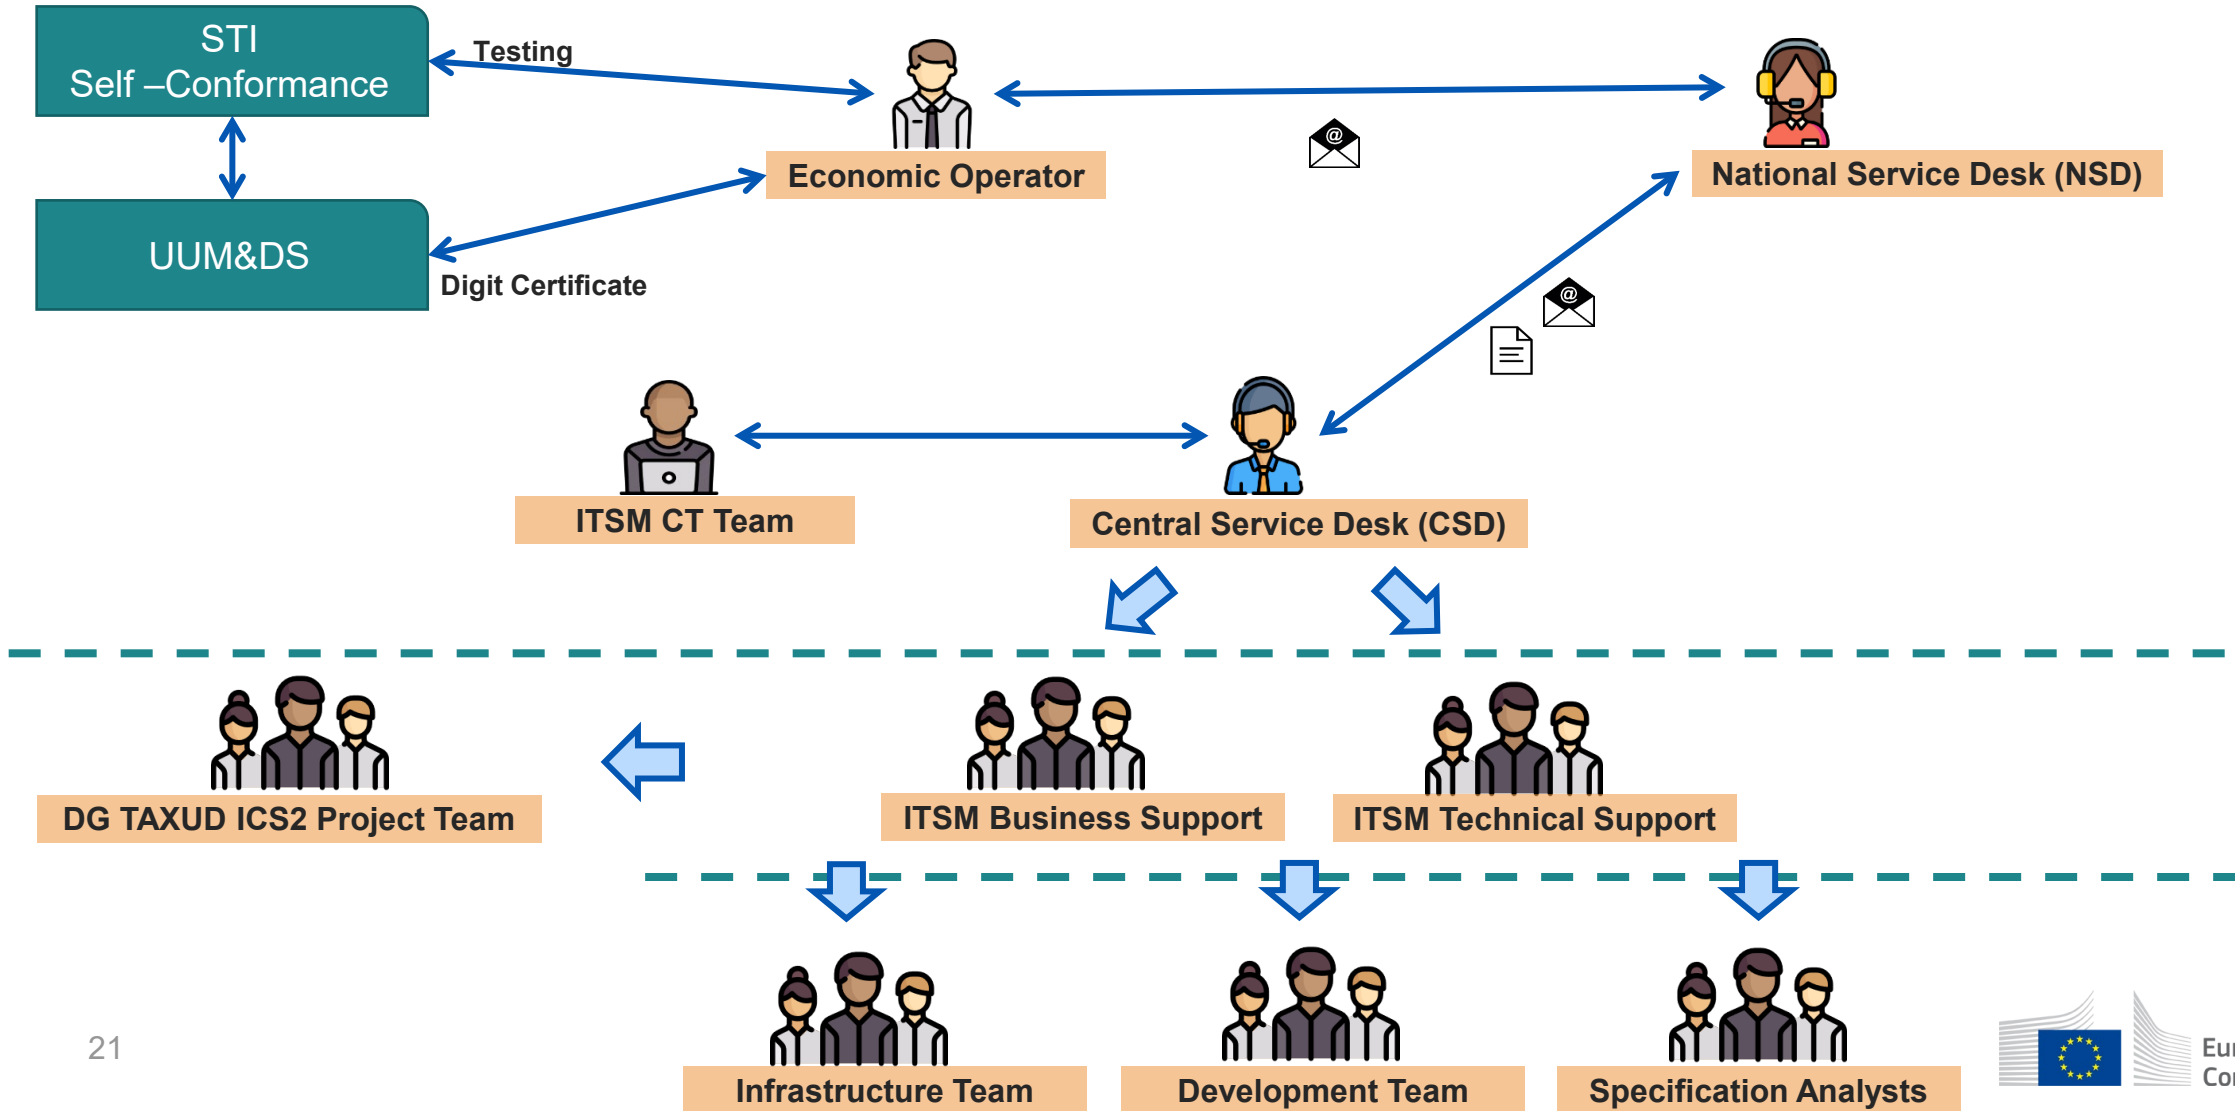 STI
Self –Conformance
Testing
Economic Operator
National Service Desk (NSD)
UUM&DS
Digit Certificate
@
@
ITSM CT Team
Central Service Desk (CSD)
DG TAXUD ICS2 Project Team
ITSM Business Support
ITSM Technical Support
21
Infrastructure Team
Development Team
Specification Analysts